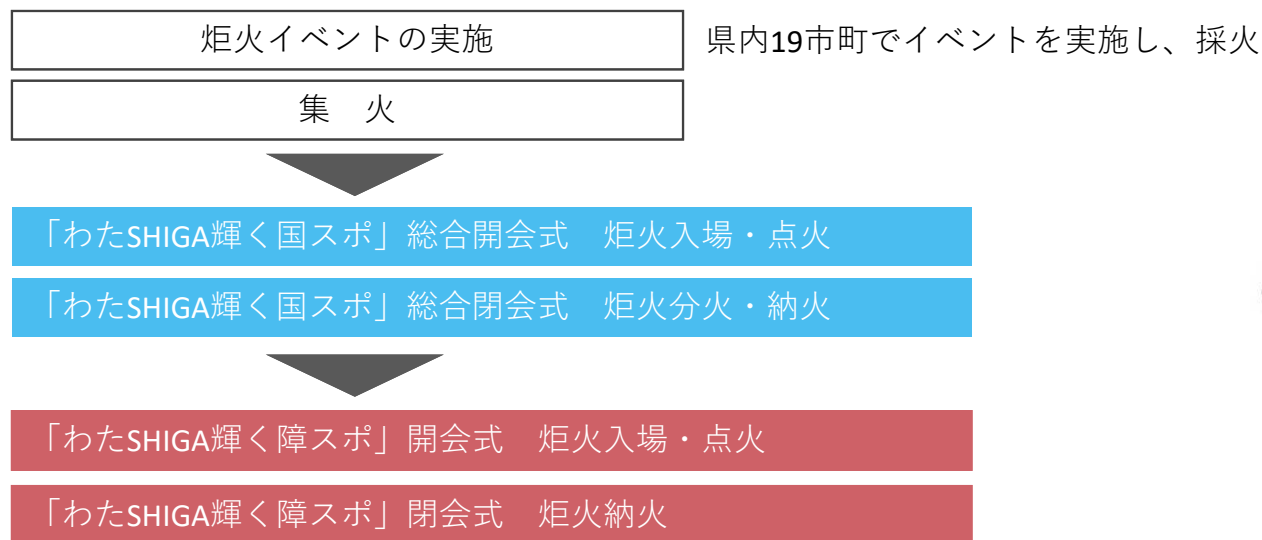 炬火イベントの実施　県内19市町でイベントを実施し、採火
集　火
「わたSHIGA輝く国スポ」総合開会式　炬火入場・点火
「わたSHIGA輝く国スポ」総合閉会式　炬火分火・納火
「わたSHIGA輝く障スポ」開会式　炬火入場・点火
「わたSHIGA輝く障スポ」閉会式　炬火納火